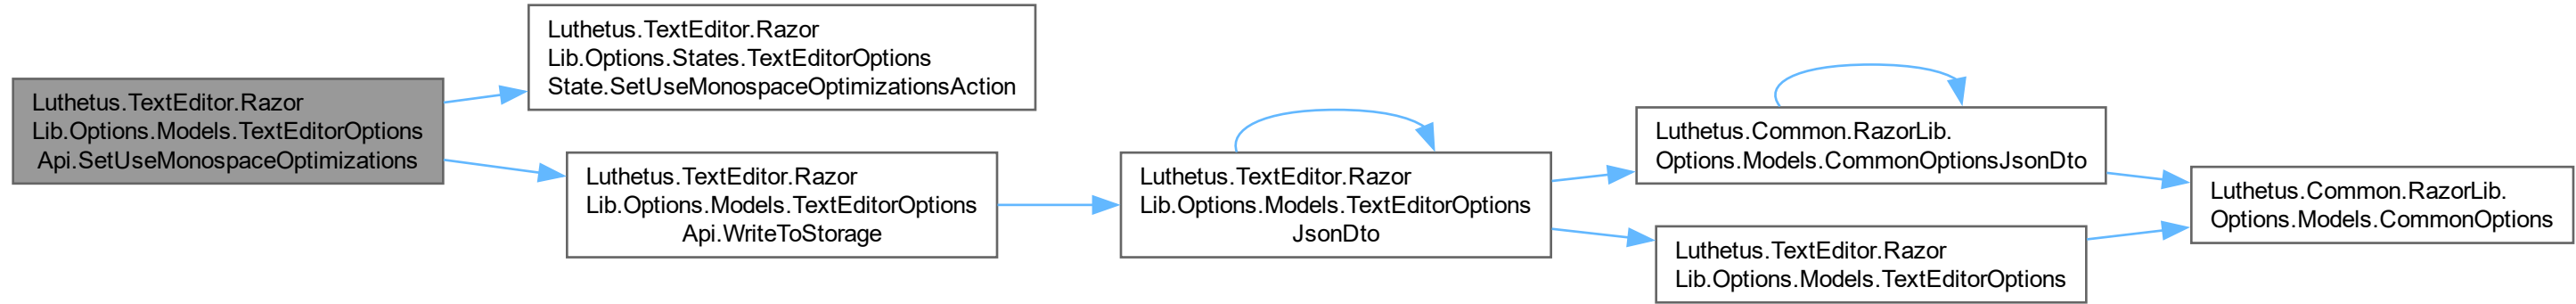 Luthetus.TextEditor.Razor
Lib.Options.Models.TextEditorOptions
Api.SetUseMonospaceOptimizations
Luthetus.TextEditor.Razor
Lib.Options.States.TextEditorOptions
State.SetUseMonospaceOptimizationsAction
Luthetus.TextEditor.Razor
Lib.Options.Models.TextEditorOptions
Api.WriteToStorage
Luthetus.TextEditor.Razor
Lib.Options.Models.TextEditorOptions
JsonDto
Luthetus.Common.RazorLib.
Options.Models.CommonOptionsJsonDto
Luthetus.TextEditor.Razor
Lib.Options.Models.TextEditorOptions
Luthetus.Common.RazorLib.
Options.Models.CommonOptions